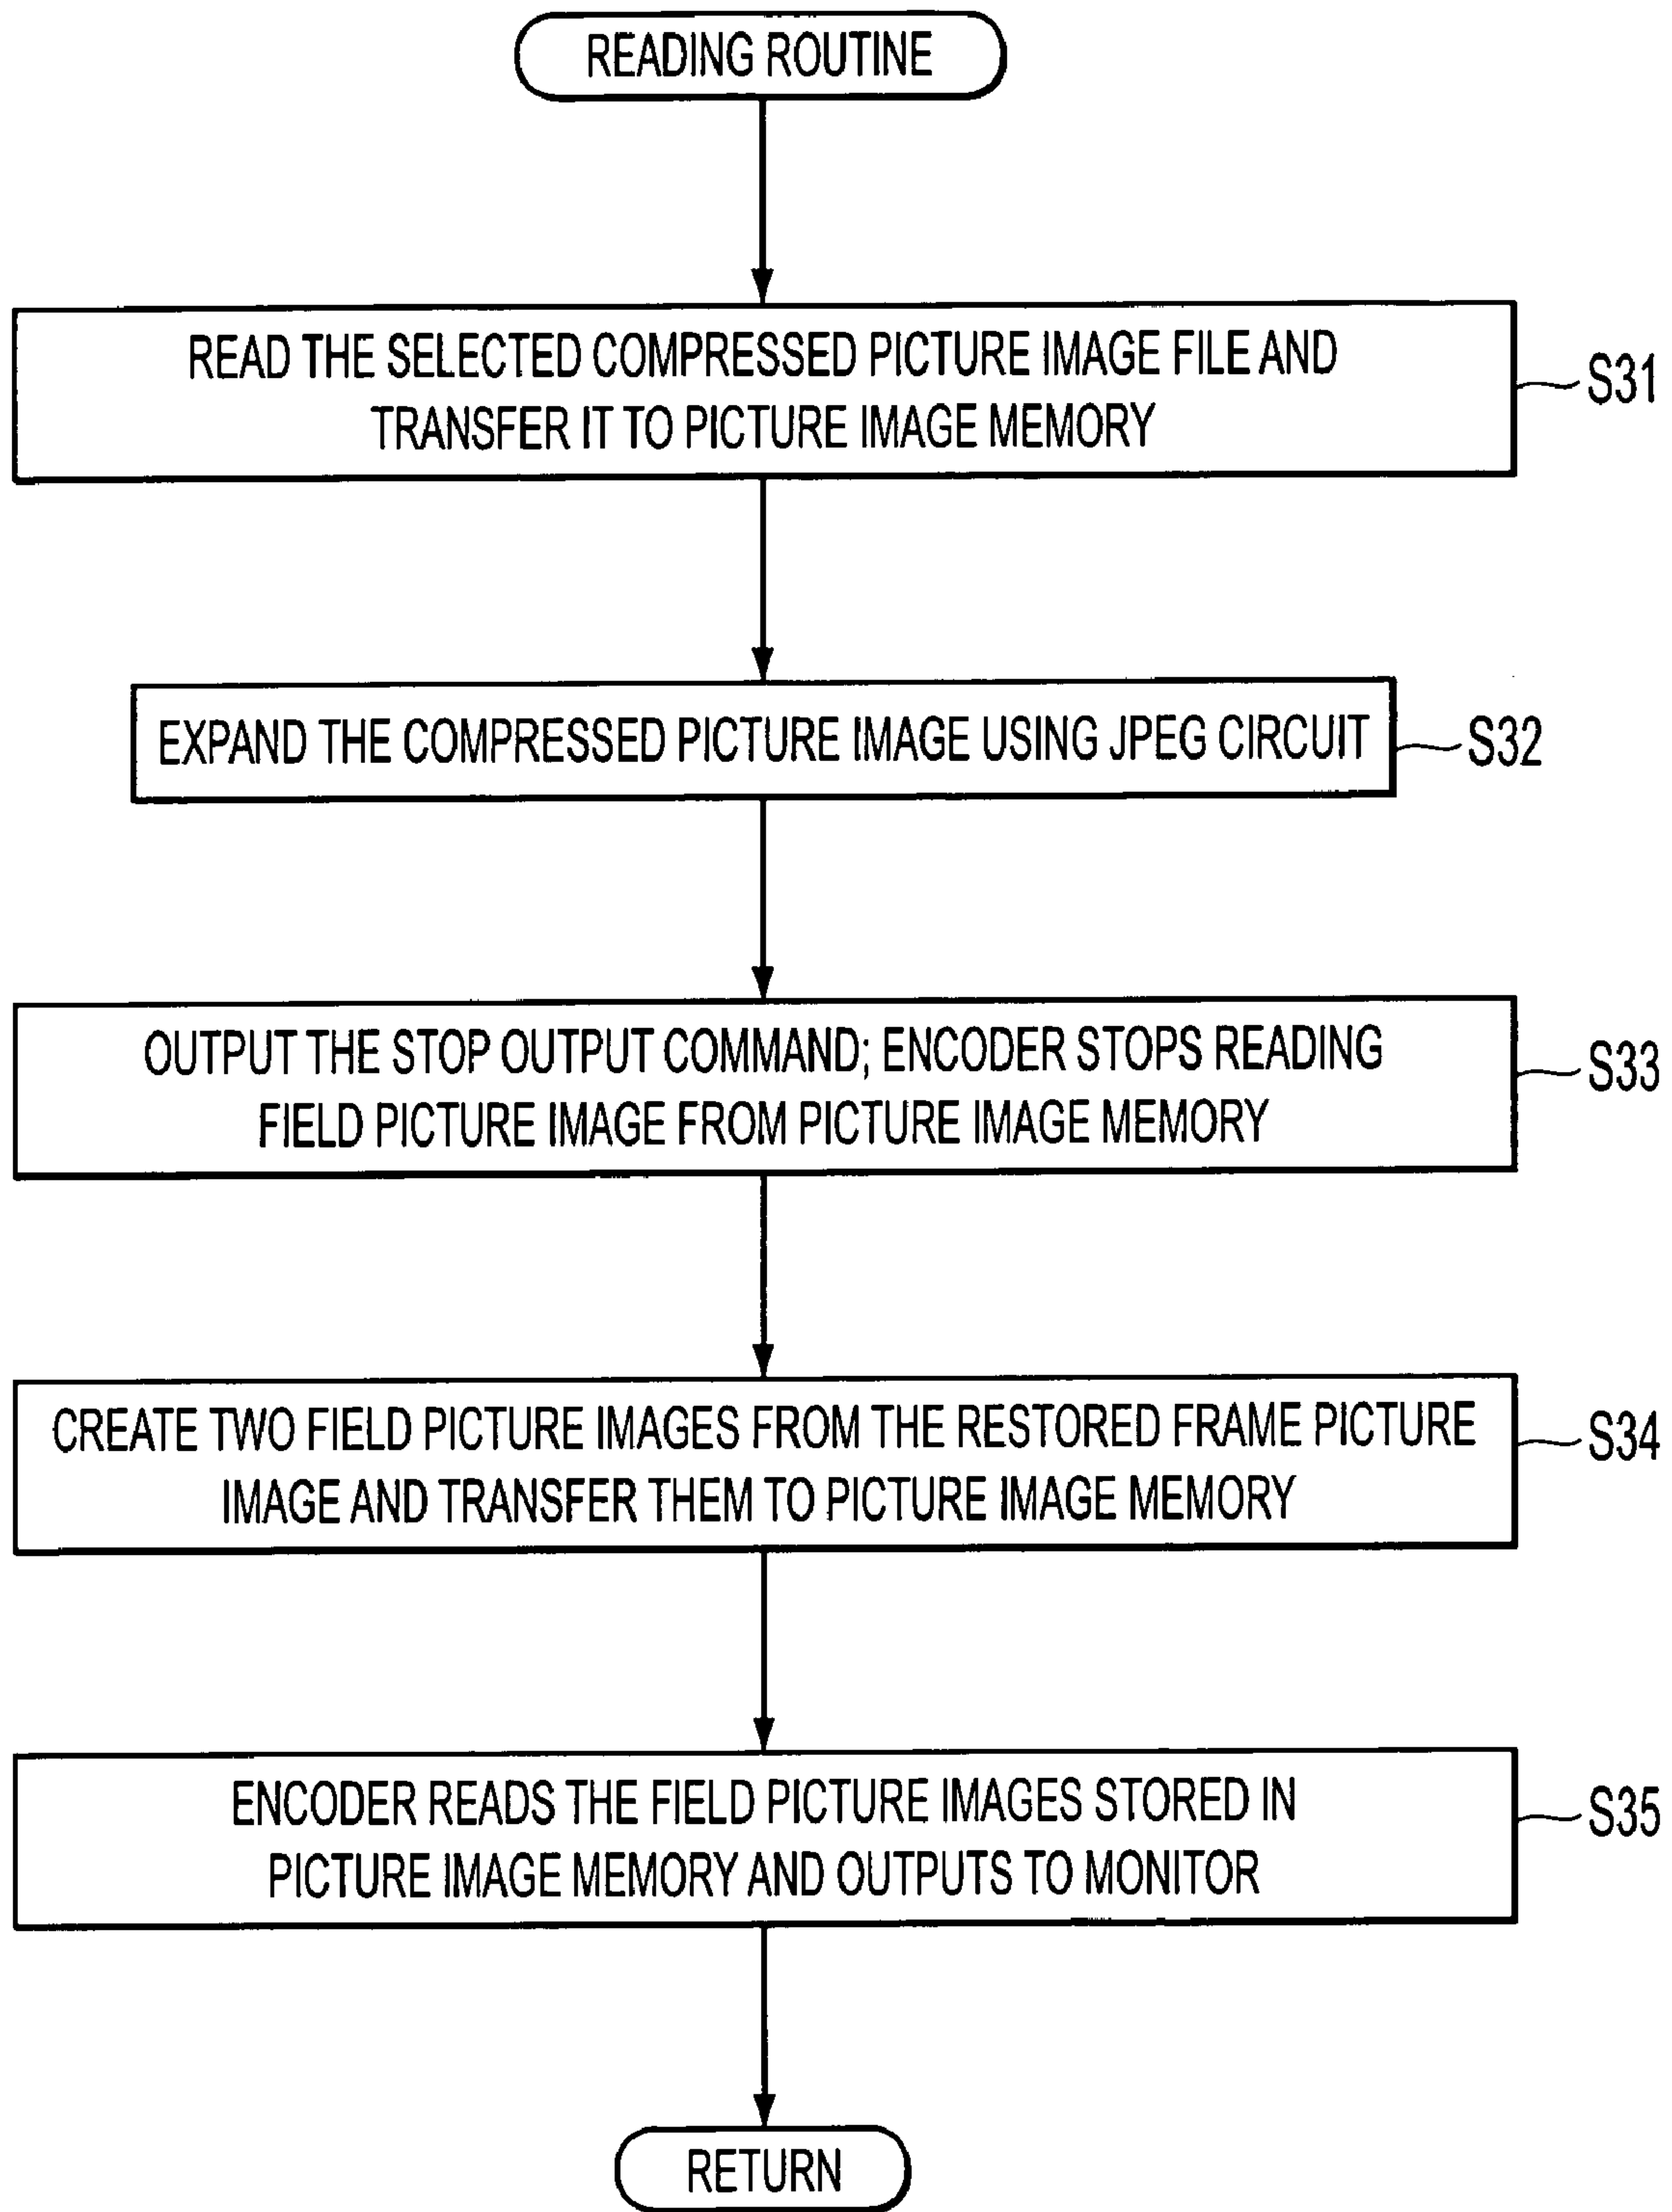 READING ROUTINE
READ THE SELECTED COMPRESSED PICTURE IMAGE FILE AND
TRANSFER IT TO PICTURE IMAGE MEMORY
S31
EXPAND THE COMPRESSED PICTURE IMAGE USING JPEG CIRCUIT
S32
OUTPUT THE STOP OUTPUT COMMAND; ENCODER STOPS READING
FIELD PICTURE IMAGE FROM PICTURE IMAGE MEMORY
S33
CREATE TWO FIELD PICTURE IMAGES FROM THE RESTORED FRAME PICTURE
IMAGE AND TRANSFER THEM TO PICTURE IMAGE MEMORY
S34
ENCODER READS THE FIELD PICTURE IMAGES STORED IN
PICTURE IMAGE MEMORY AND OUTPUTS TO MONITOR
S35
RETURN